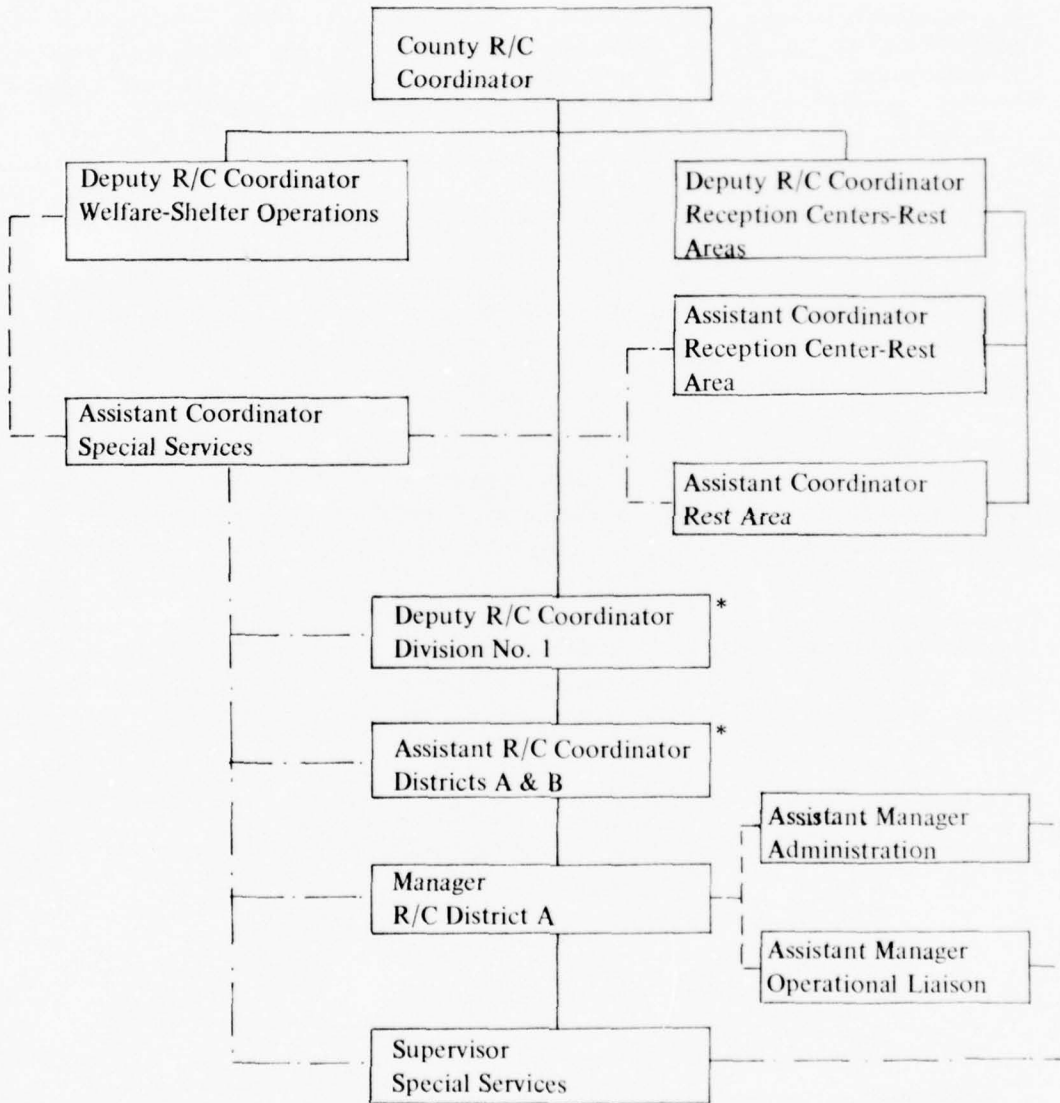 County R/C
Coordinator
Deputy R/C Coordinator
Welfare-Shelter Operations
Deputy R/C Coordinator
Reception Centers-Rest
Areas
Assistant Coordinator
Reception Center-Rest
Area
Assistant Coordinator
Special Services
Assistant Coordinator
Rest Area
Deputy R/C Coordinator *
Division No. 1
Assistant R/C Coordinator *
Districts A & B
Assistant Manager
Administration
Manager
R/C District A
Assistant Manager
Operational Liaison
Supervisor
Special Services